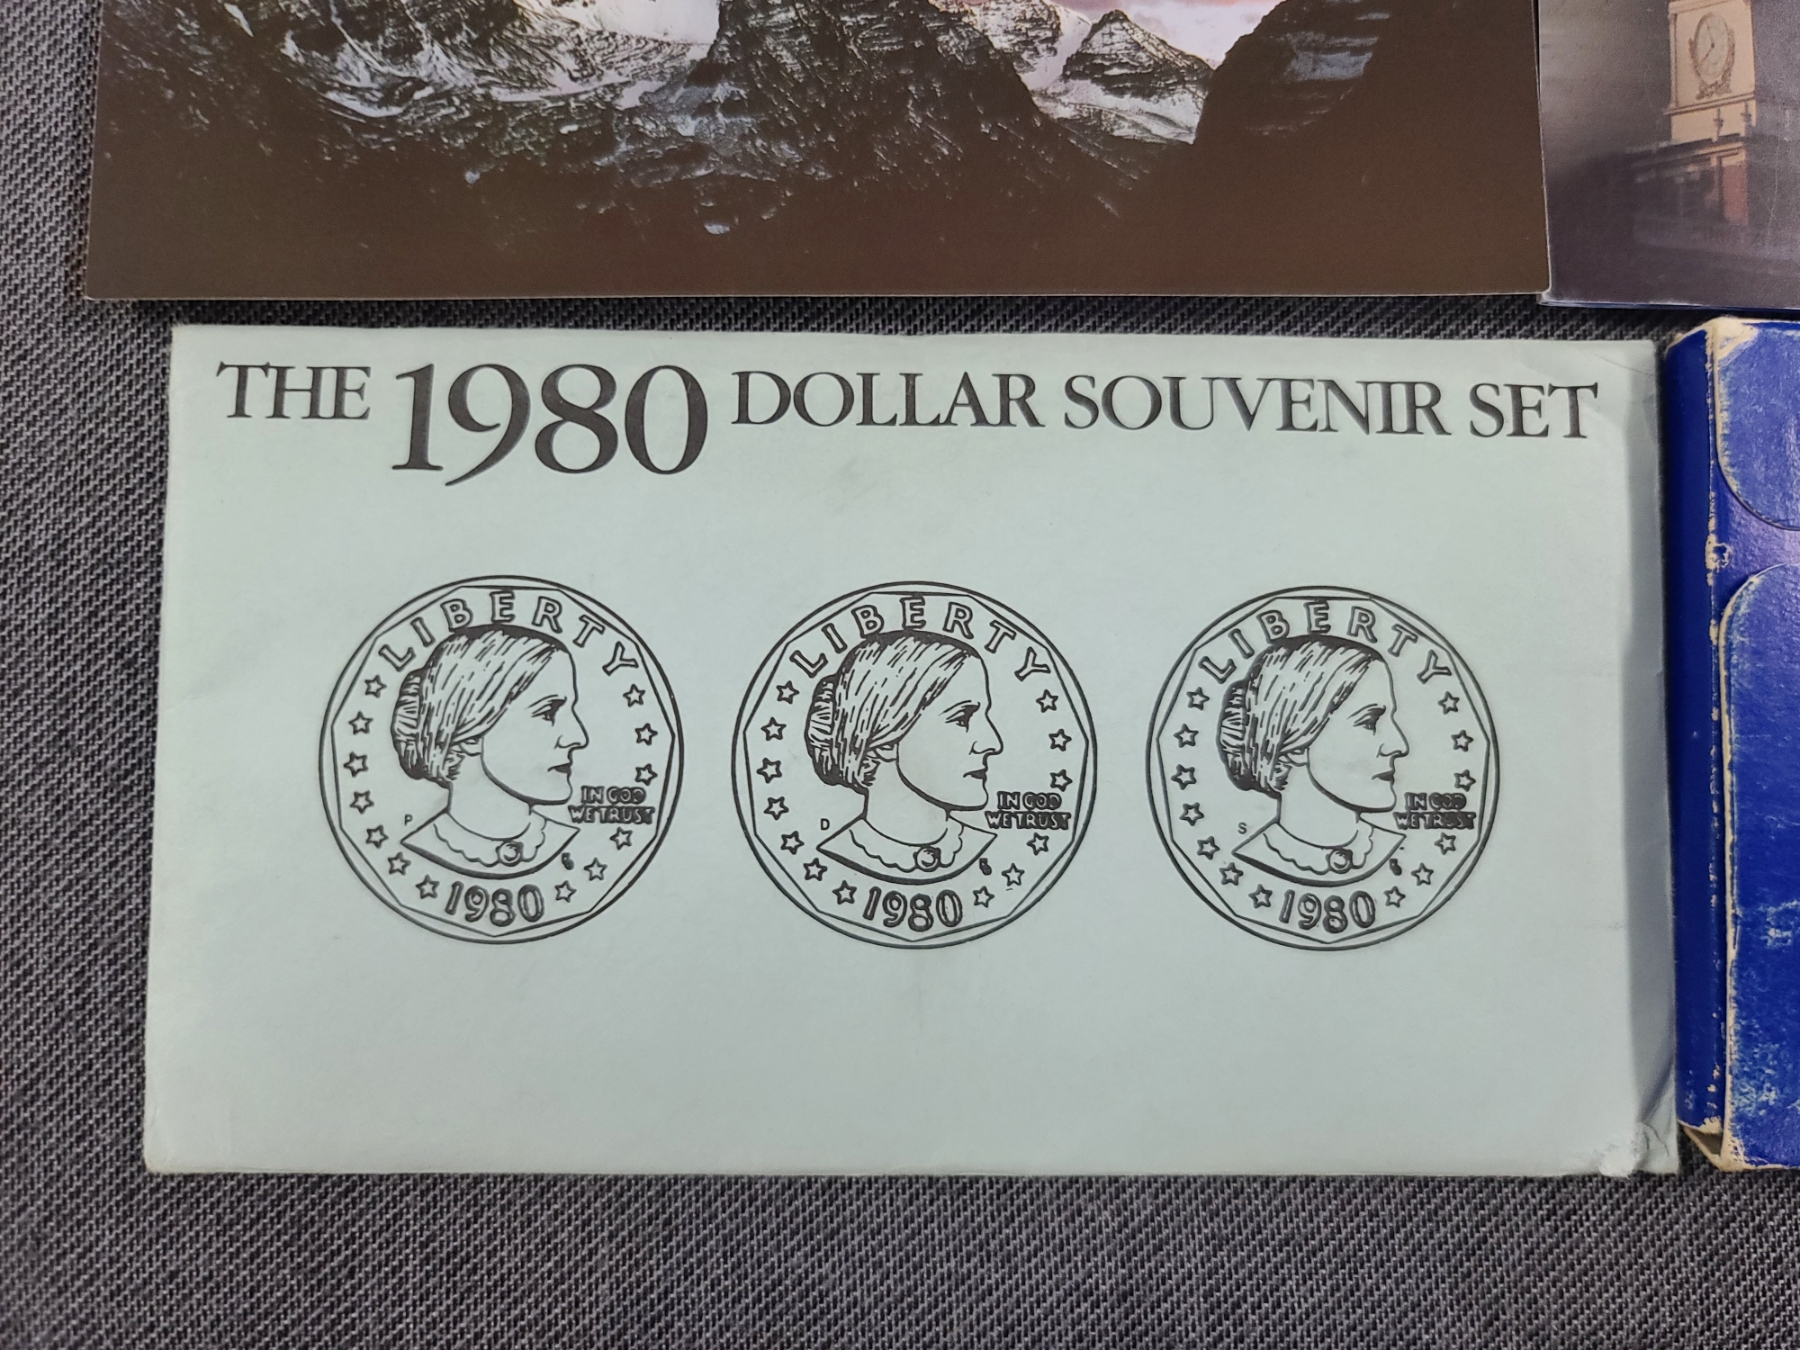 THE 1980 DOLLAR SOUVENIR SET
LIBERTY
IN GOD
WE TRUST
P
1980
LIBERTY
IN GOD
WE TRUST
D
1980
LIBERTY
IN GOD
WE TRUST
S
1980